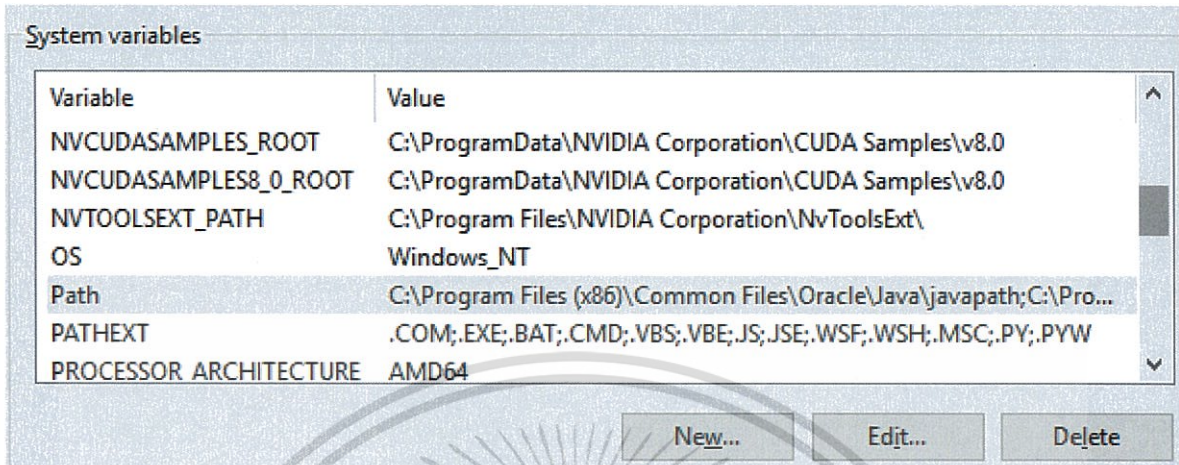 System variables
Variable Value
NVCUDASAMPLES_ROOT C:\ProgramData\NVIDIA Corporation\CUDA Samples\v8.0
NVCUDASAMPLES8_0_ROOT C:\ProgramData\NVIDIA Corporation\CUDA Samples\v8.0
NVTOOLSEXT_PATH C:\Program Files\NVIDIA Corporation\NvToolsExt\
OS Windows_NT
Path C:\Program Files (x86)\Common Files\Oracle\Java\javapath;C:\Pro...
PATHEXT .COM;.EXE;.BAT;.CMD;.VBS;.VBE;.JS;.JSE;.WSF;.WSH;.MSC;.PY;.PYW
PROCESSOR_ARCHITECTURE AMD64
New... Edit... Delete